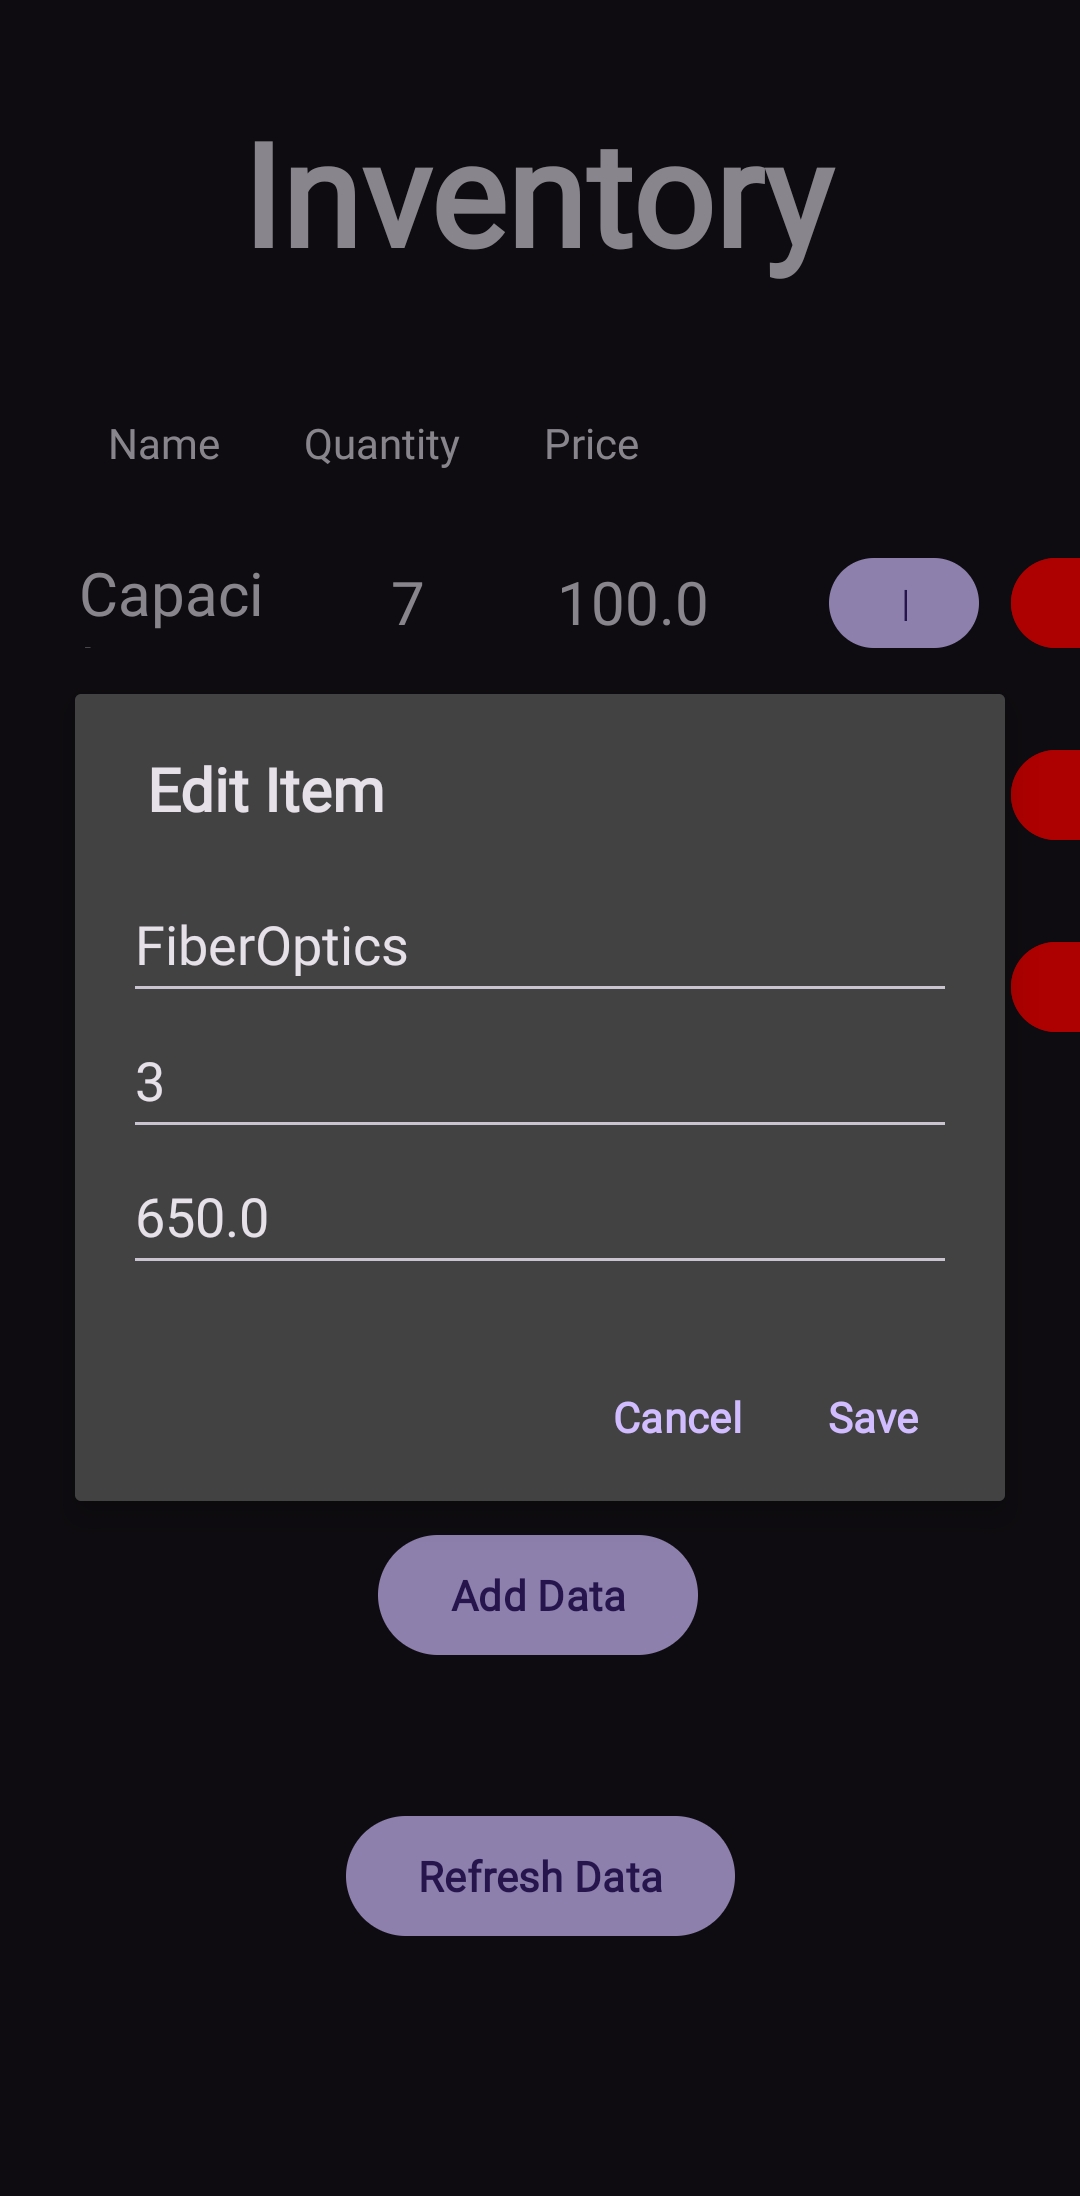 Inventory
Name Quantity Price
Capaci 7 100.0
Edit Item
FiberOptics
3
650.0
Cancel Save
Add Data
Refresh Data